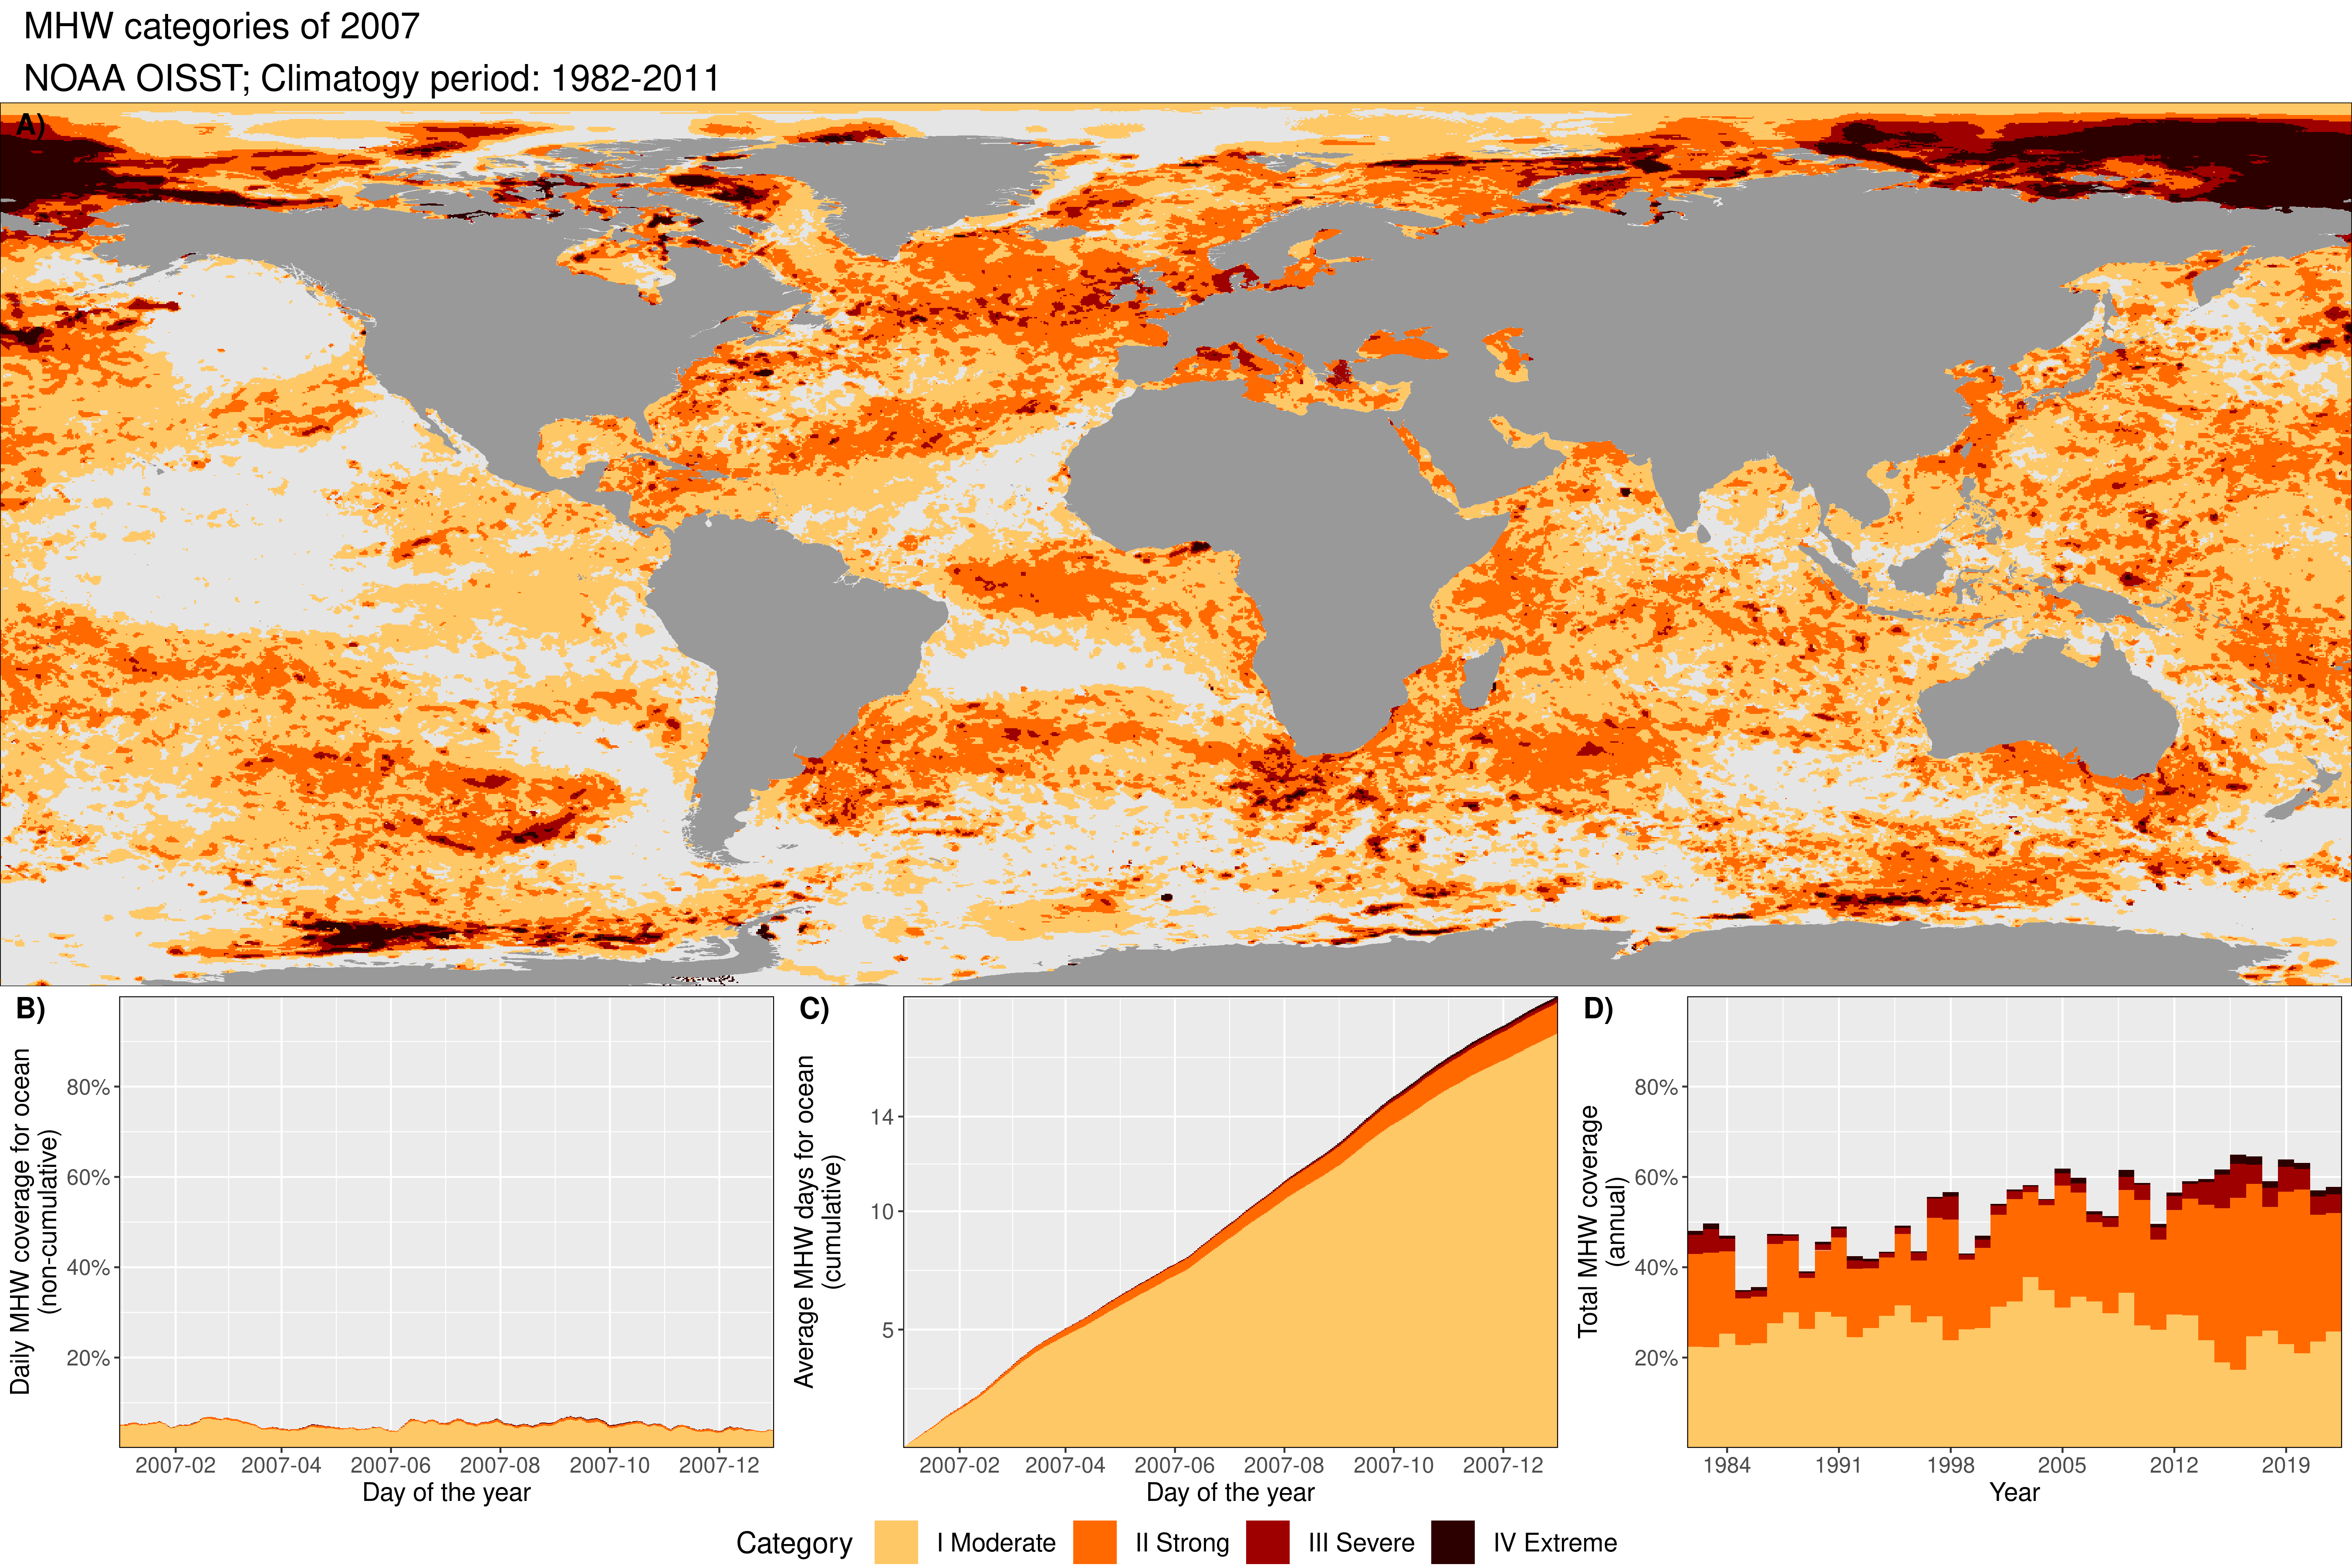 MHW categories of 2007
NOAA OISST; Climatogy period: 1982-2011
A)
B)
Daily MHW coverage for ocean
(non-cumulative)
80%
60%
40%
20%
2007-02 2007-04 2007-06 2007-08 2007-10 2007-12
Day of the year
C)
Average MHW days for ocean
(cumulative)
14
10
5
2007-02 2007-04 2007-06 2007-08 2007-10 2007-12
Day of the year
D)
Total MHW coverage
(annual)
80%
60%
40%
20%
1984 1991 1998 2005 2012 2019
Year
Category I Moderate II Strong III Severe IV Extreme